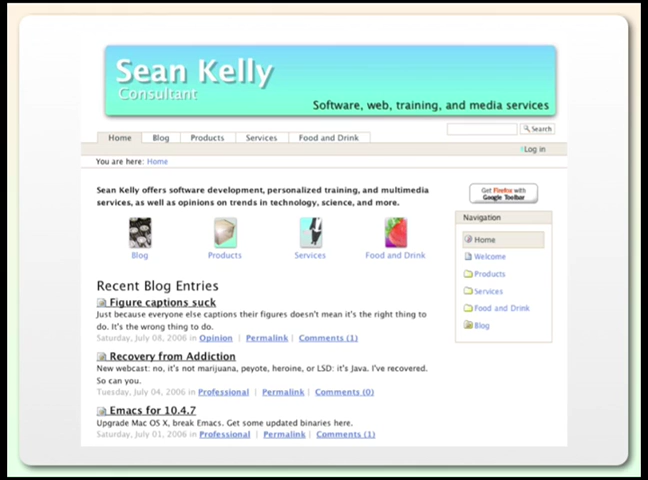 Sean Kelly
Consultant
Software, web, training, and media services
Search
Home Blog Products Services Food and Drink
Log in
You are here: Home
Sean Kelly offers software development, personalized training, and multimedia
services, as well as opinions on trends in technology, science, and more.
Blog Products Services Food and Drink
Recent Blog Entries
Figure captions suck
Just because everyone else captions their figures doesn't mean it's the right thing to
do. It's the wrong thing to do.
Saturday, July 08, 2006 in Opinion | Permalink | Comments (1)
Recovery from Addiction
New webcast: no, it's not marijuana, peyote, heroine, or LSD: it's Java. I've recovered.
So can you.
Tuesday, July 04, 2006 in Professional | Permalink | Comments (0)
Emacs for 10.4.7
Upgrade Mac OS X, break Emacs. Get some updated binaries here.
Saturday, July 01, 2006 in Professional | Permalink | Comments (1)
Get Firefox with
Google Toolbar
Navigation
Home
Welcome
Products
Services
Food and Drink
Blog